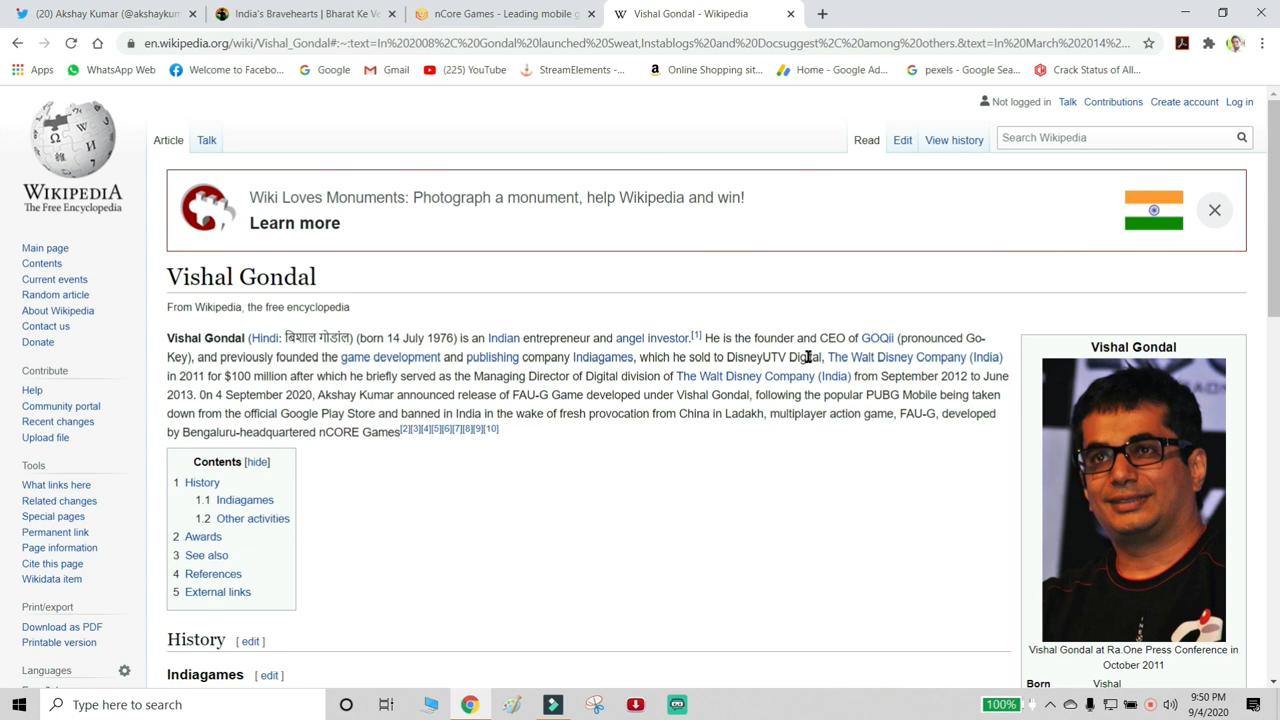 (20) Akshay Kumar (@akshaykum
India's Bravehearts | Bharat Ke Ve
nCore Games - Leading mobile g
Vishal Gondal - Wikipedia
en.wikipedia.org/wiki/Vishal_Gondal#:~:text=In%202008%2C%20Gondal%20launched%20Sweat,Instablogs%20and%20Docsuggest%2C%20among%20others.&text=In%20March%202014%2C...
Apps
WhatsApp Web
Welcome to Facebo...
Google
Gmail
(225) YouTube
StreamElements -...
Online Shopping sit...
Home - Google Ad...
pexels - Google Sea...
Crack Status of All...
Not logged in Talk Contributions Create account Log in
Article Talk
Read Edit View history
Search Wikipedia
WIKIPEDIA
The Free Encyclopedia
Wiki Loves Monuments: Photograph a monument, help Wikipedia and win!
Learn more
Main page
Contents
Current events
Random article
About Wikipedia
Contact us
Donate
Contribute
Help
Community portal
Recent changes
Upload file
Tools
What links here
Related changes
Special pages
Permanent link
Page information
Cite this page
Wikidata item
Print/export
Download as PDF
Printable version
Languages
Vishal Gondal
From Wikipedia, the free encyclopedia
Vishal Gondal (Hindi: बिशाल गोडांल) (born 14 July 1976) is an Indian entrepreneur and angel investor.[1] He is the founder and CEO of GOQii (pronounced Go-
Key), and previously founded the game development and publishing company Indiagames, which he sold to DisneyUTV Digital, The Walt Disney Company (India)
in 2011 for $100 million after which he briefly served as the Managing Director of Digital division of The Walt Disney Company (India) from September 2012 to June
2013. 0n 4 September 2020, Akshay Kumar announced release of FAU-G Game developed under Vishal Gondal, following the popular PUBG Mobile being taken
down from the official Google Play Store and banned in India in the wake of fresh provocation from China in Ladakh, multiplayer action game, FAU-G, developed
by Bengaluru-headquartered nCORE Games[2][3][4][5][6][7][8][9][10]
Contents [hide]
1 History
1.1 Indiagames
1.2 Other activities
2 Awards
3 See also
4 References
5 External links
History [ edit ]
Indiagames [ edit ]
Vishal Gondal
Vishal Gondal at Ra.One Press Conference in
October 2011
Born Vishal
Type here to search
100%
9:50 PM
9/4/2020